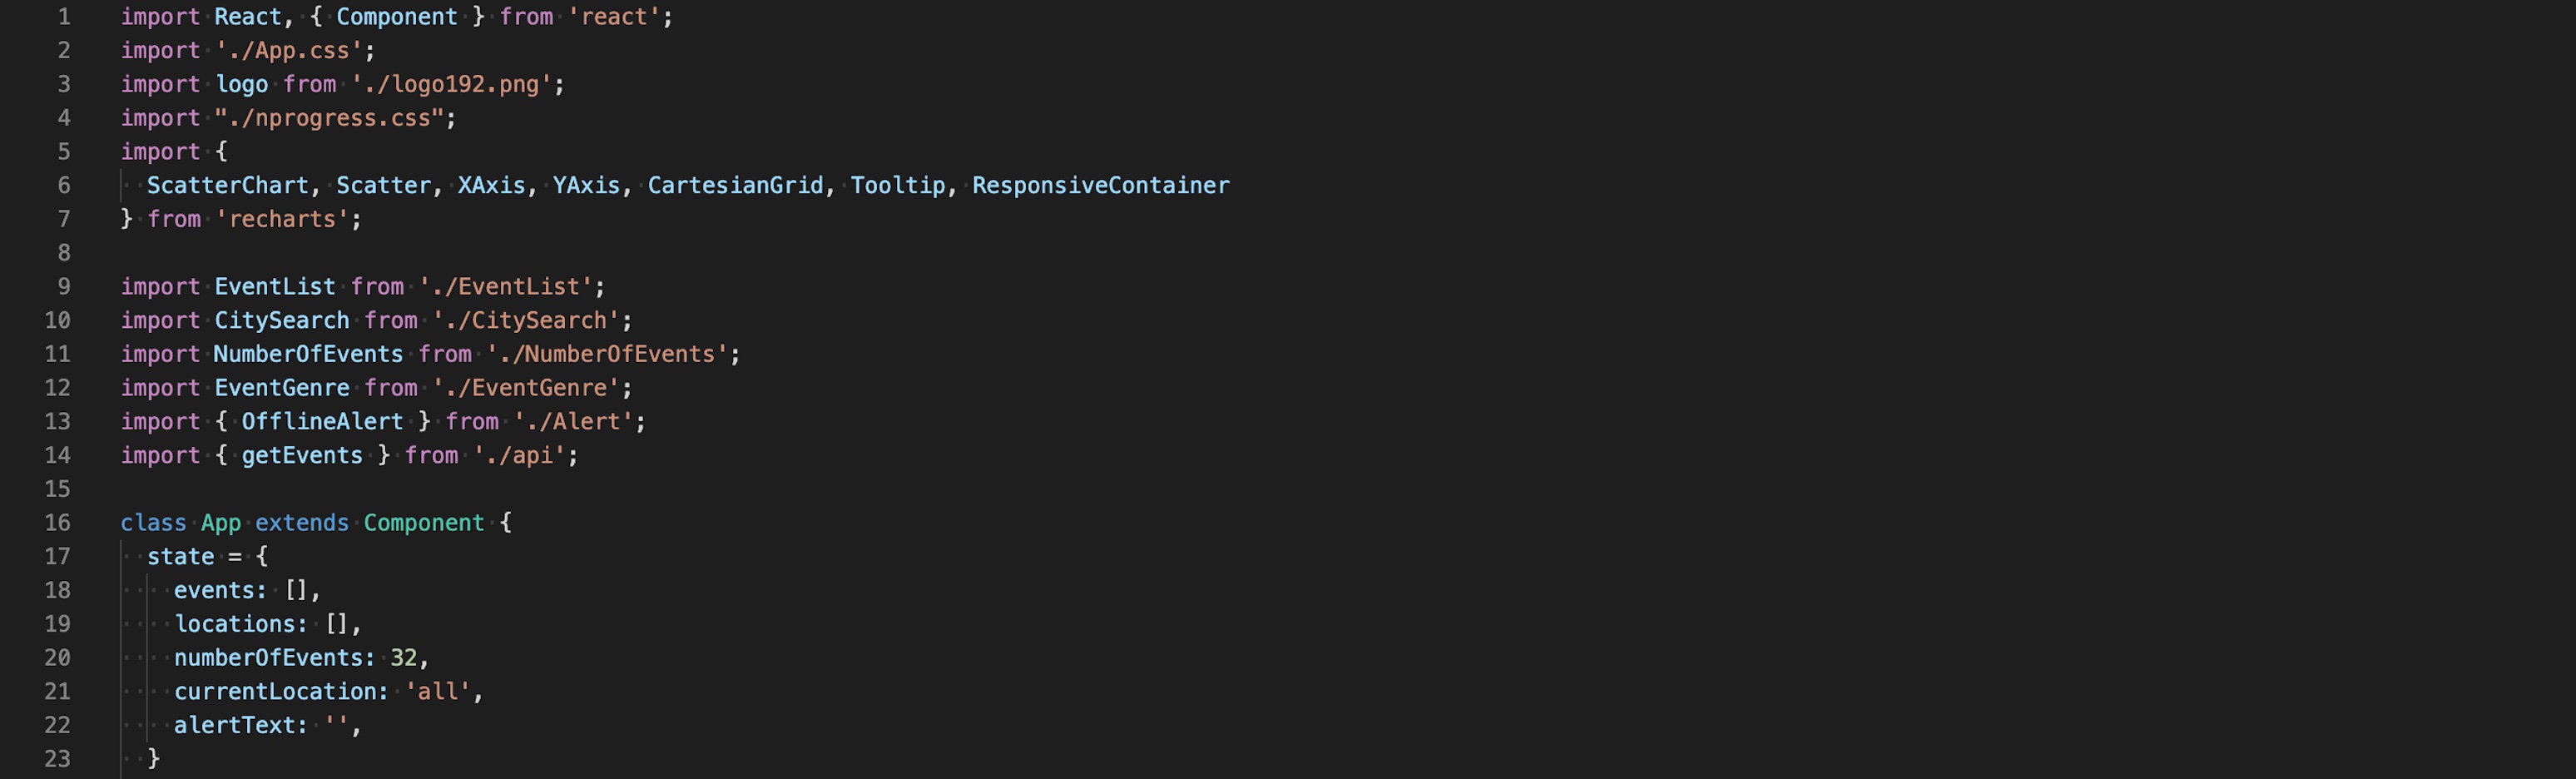 1 import React, { Component } from 'react';
2 import './App.css';
3 import logo from './logo192.png';
4 import "./nprogress.css";
5 import {
6   ScatterChart, Scatter, XAxis, YAxis, CartesianGrid, Tooltip, ResponsiveContainer
7 } from 'recharts';
8
9 import EventList from './EventList';
10 import CitySearch from './CitySearch';
11 import NumberOfEvents from './NumberOfEvents';
12 import EventGenre from './EventGenre';
13 import { OfflineAlert } from './Alert';
14 import { getEvents } from './api';
15
16 class App extends Component {
17   state = {
18     events: [],
19     locations: [],
20     numberOfEvents: 32,
21     currentLocation: 'all',
22     alertText: '',
23   }